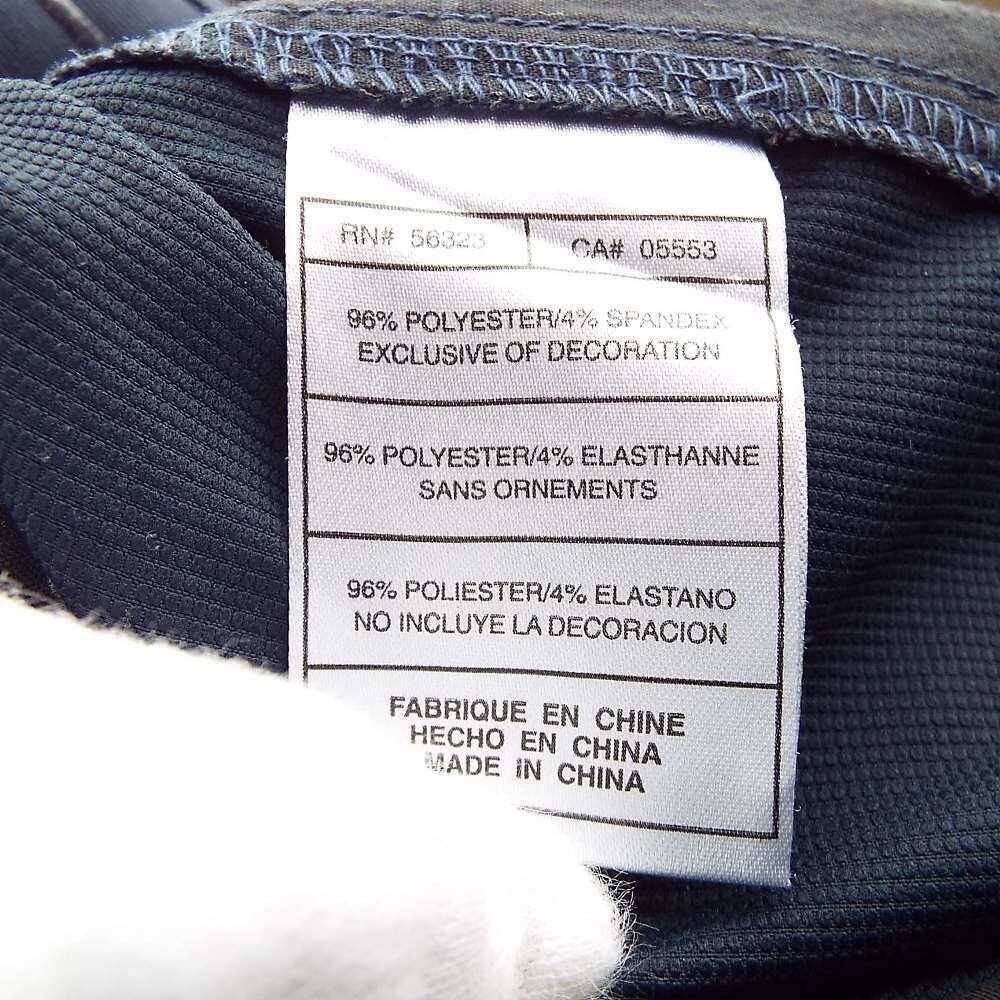 RN# 56323
CA# 05553
96% POLYESTER/4% SPANDEX
EXCLUSIVE OF DECORATION
96% POLYESTER/4% ELASTHANNE
SANS ORNEMENTS
96% POLIESTER/4% ELASTANO
NO INCLUYE LA DECORACION
FABRIQUE EN CHINE
HECHO EN CHINA
MADE IN CHINA